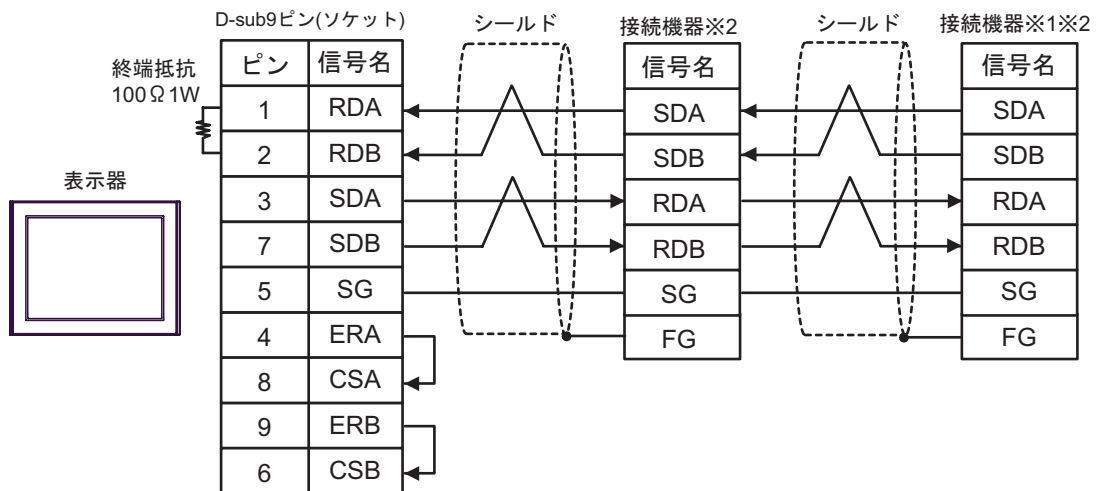 D-sub9ピン(ソケット)
シールド
接続機器※2
シールド
接続機器※1※2
終端抵抗
100Ω1W
表示器
ピン 信号名
1 RDA
2 RDB
3 SDA
7 SDB
5 SG
4 ERA
8 CSA
9 ERB
6 CSB
信号名
SDA
SDB
RDA
RDB
SG
FG
信号名
SDA
SDB
RDA
RDB
SG
FG